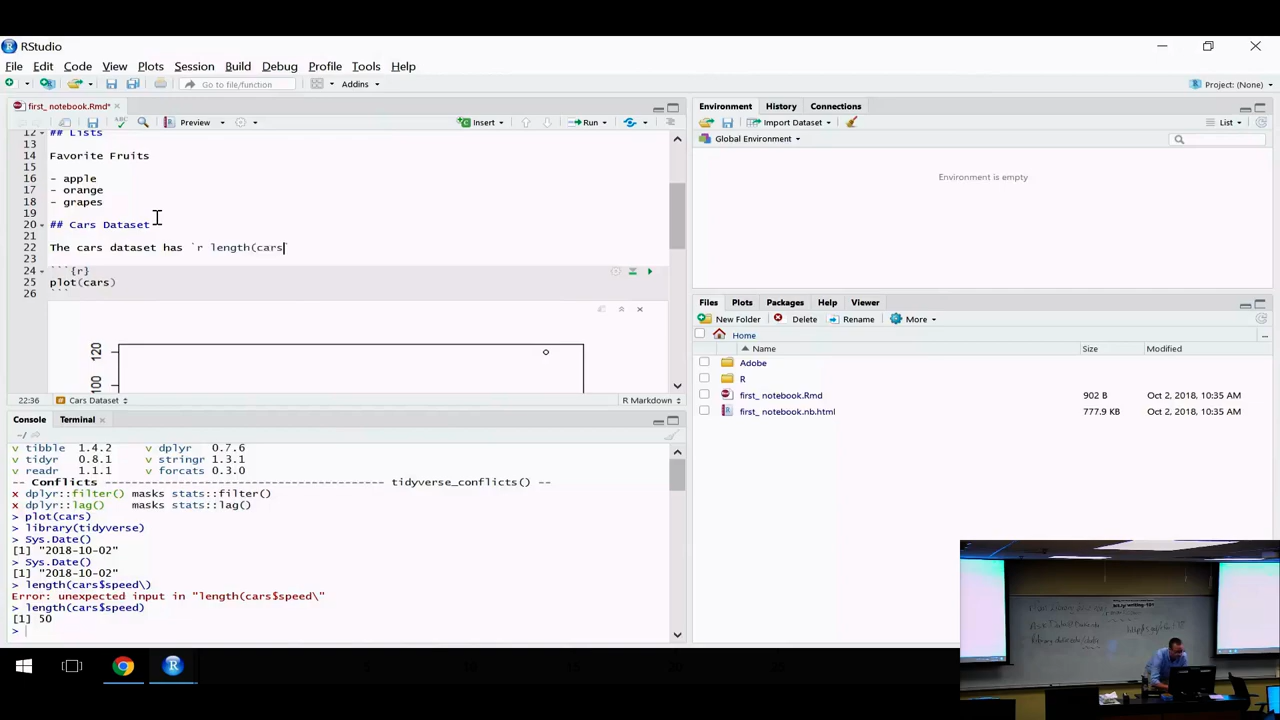 RStudio
File Edit Code View Plots Session Build Debug Profile Tools Help
Go to file/function Addins Project: (None)
first_ notebook.Rmd*
ABC Preview Insert Run
12 ## Lists
13
14 Favorite Fruits
15
16 - apple
17 - orange
18 - grapes
19
20 ## Cars Dataset
21
22 The cars dataset has `r length(cars`
23
24 ```{r}
25 plot(cars)
26 ```
120
100
22:36 Cars Dataset R Markdown
Console Terminal
~/
v tibble 1.4.2 v dplyr 0.7.6
v tidyr 0.8.1 v stringr 1.3.1
v readr 1.1.1 v forcats 0.3.0
-- Conflicts ---------------------------------------- tidyverse_conflicts() --
x dplyr::filter() masks stats::filter()
x dplyr::lag() masks stats::lag()
> plot(cars)
> library(tidyverse)
> Sys.Date()
[1] "2018-10-02"
> Sys.Date()
[1] "2018-10-02"
> length(cars$speed\)
Error: unexpected input in "length(cars$speed\"
> length(cars$speed)
[1] 50
>
Environment History Connections
Import Dataset List
Global Environment
Environment is empty
Files Plots Packages Help Viewer
New Folder Delete Rename More
Home
Name Size Modified
Adobe
R
first_ notebook.Rmd 902 B Oct 2, 2018, 10:35 AM
first_ notebook.nb.html 777.9 KB Oct 2, 2018, 10:35 AM